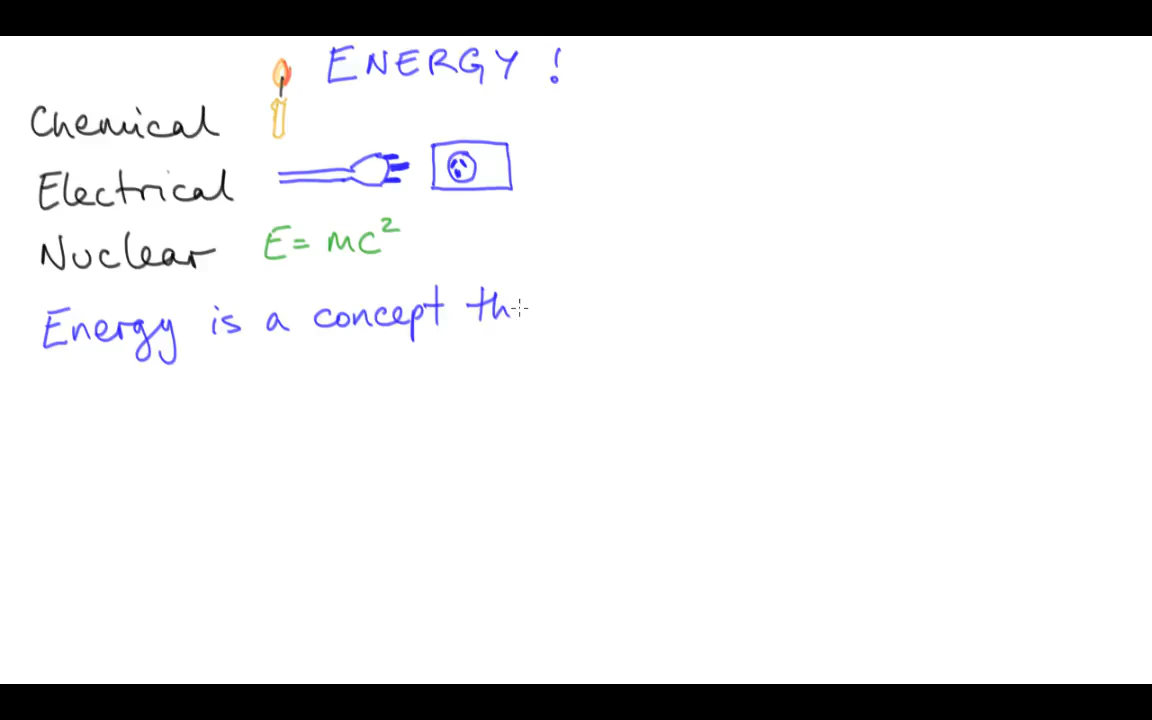 ENERGY!
Chemical
Electrical
Nuclear E = mc²
Energy is a concept th